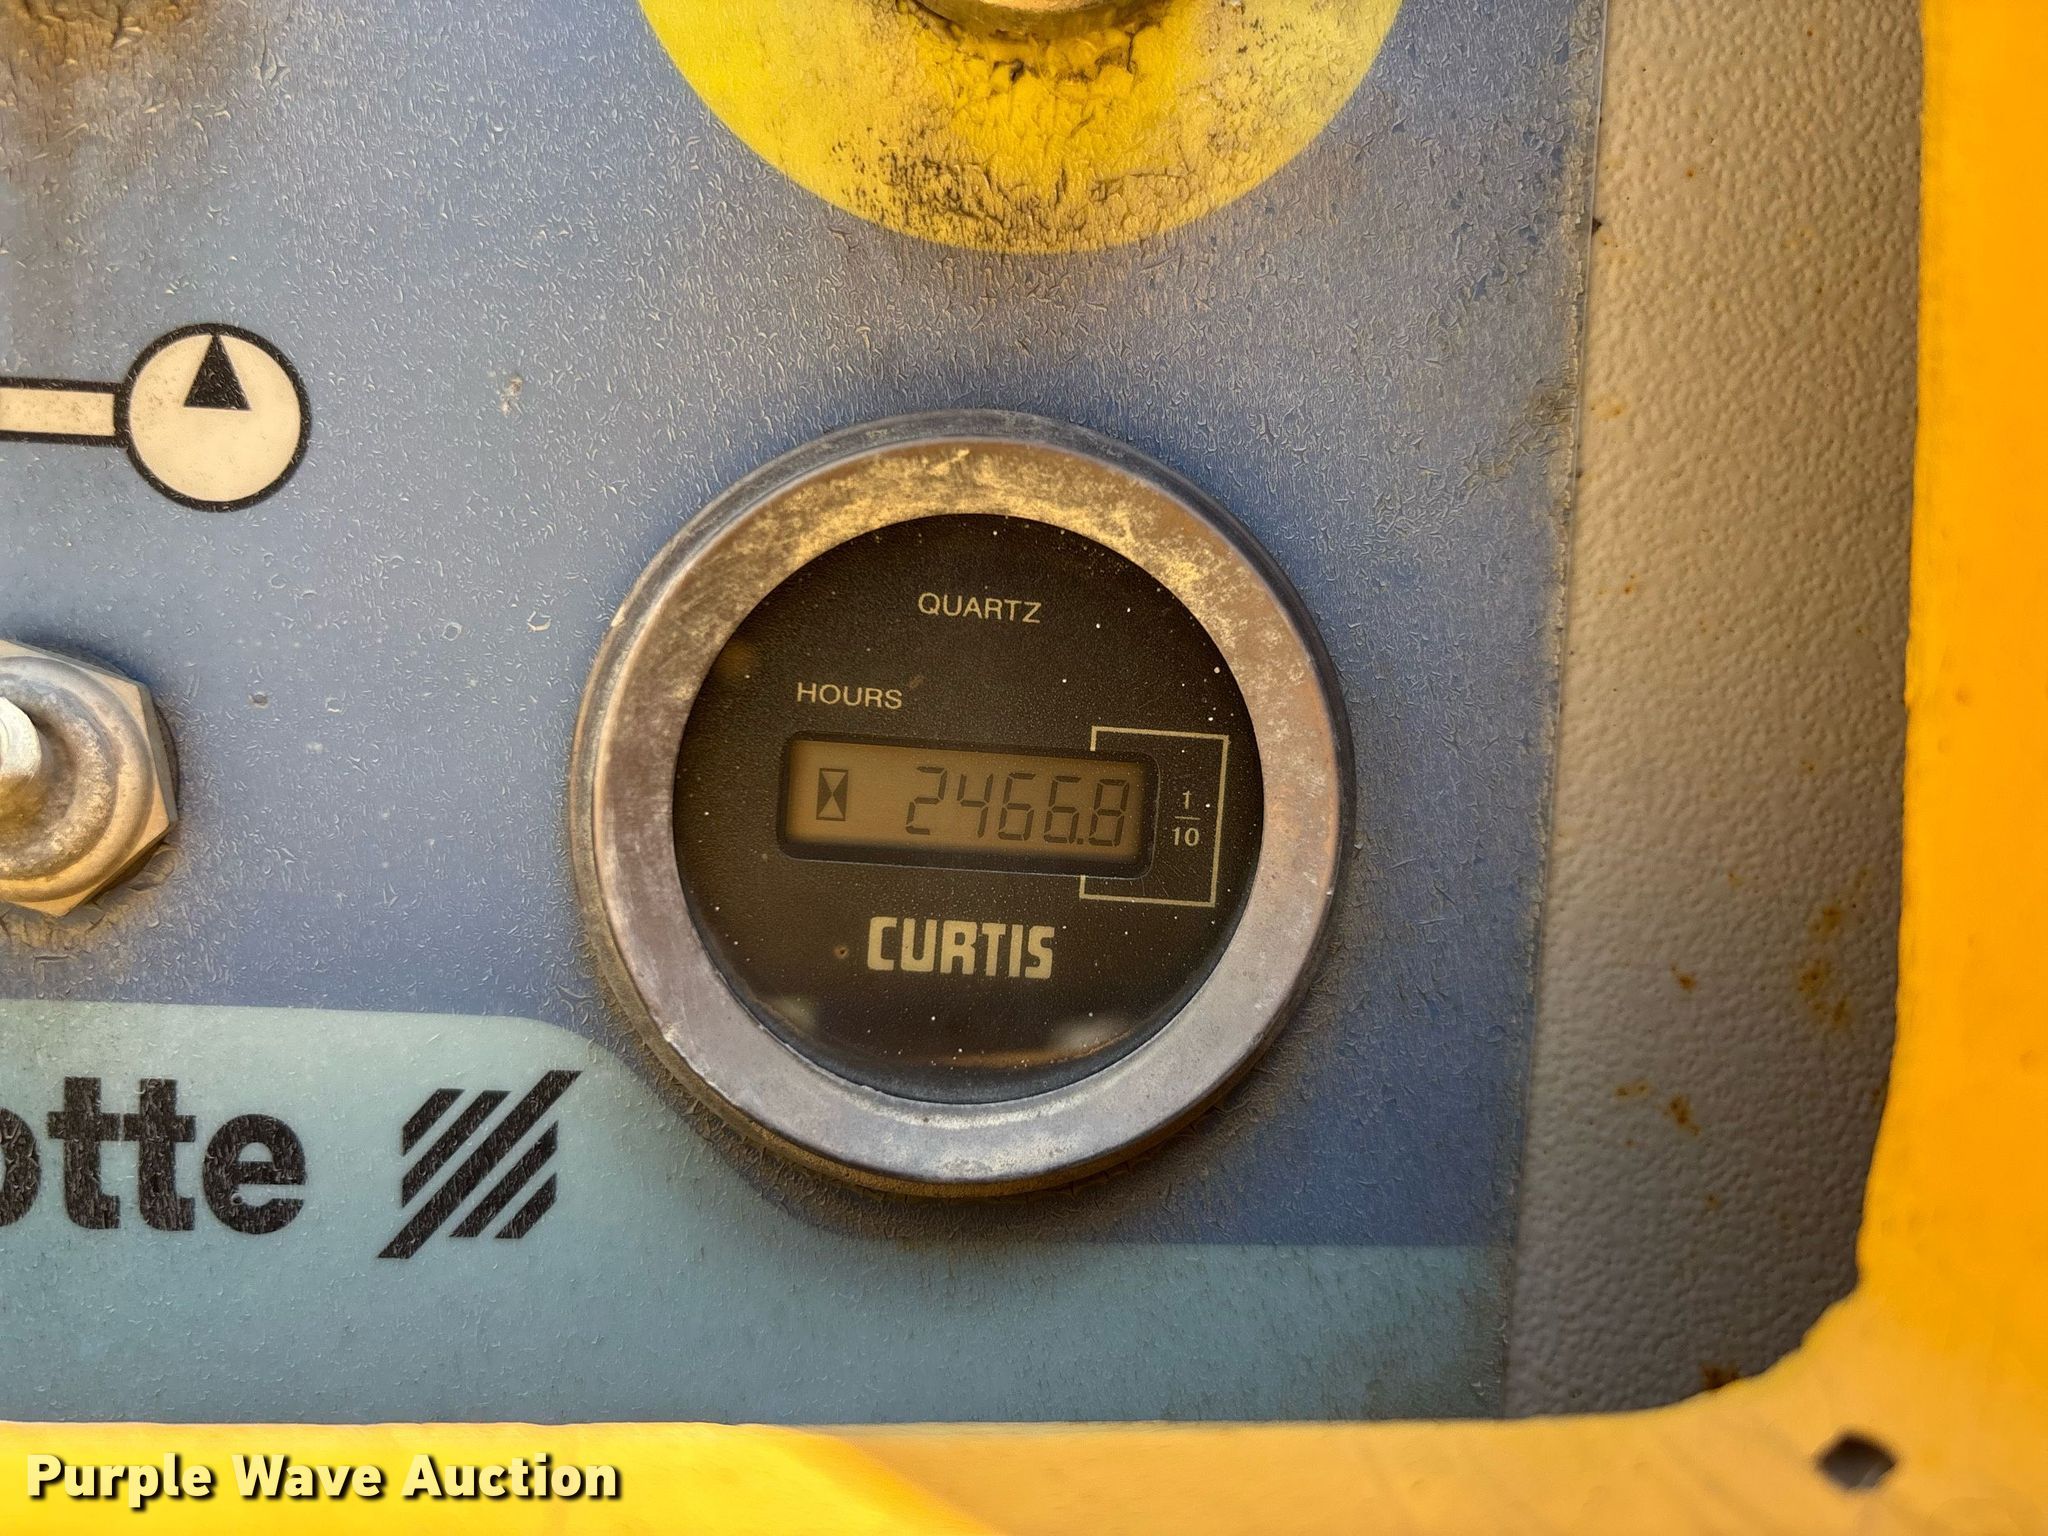 QUARTZ
HOURS
2466.8
1
10
CURTIS
otte
Purple Wave Auction